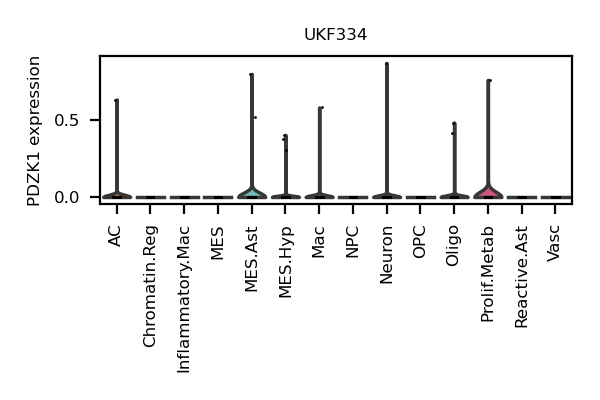 UKF334
PDZK1 expression
0.5
0.0
AC
Chromatin.Reg
Inflammatory.Mac
MES
MES.Ast
MES.Hyp
Mac
NPC
Neuron
OPC
Oligo
Prolif.Metab
Reactive.Ast
Vasc